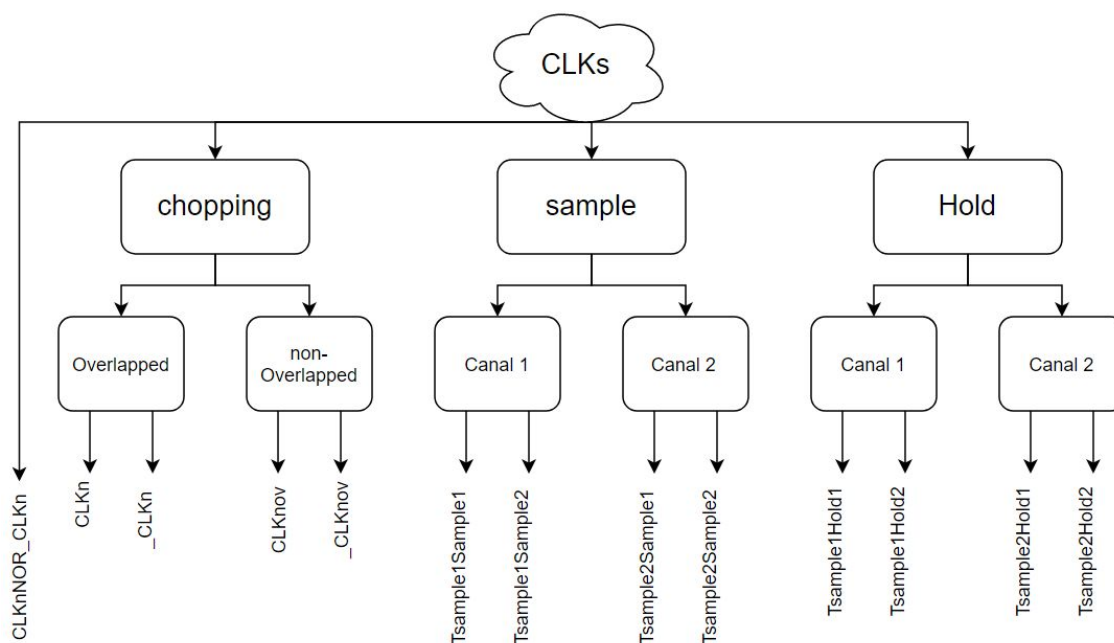 CLKs
chopping
sample
Hold
Overlapped
non-
Overlapped
Canal 1
Canal 2
Canal 1
Canal 2
CLKnNOR_CLKn
CLKn
_CLKn
CLKnov
_CLKnov
Tsample1Sample1
Tsample1Sample2
Tsample2Sample1
Tsample2Sample2
Tsample1Hold1
Tsample1Hold2
Tsample2Hold1
Tsample2Hold2